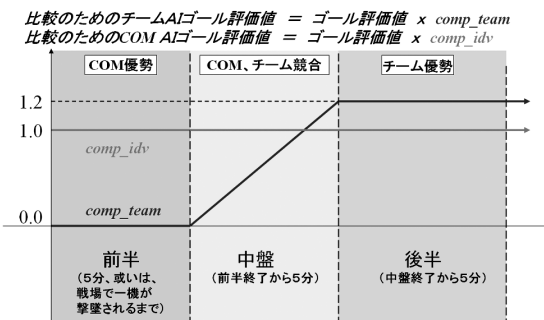 比較のためのチームAIゴール評価値 ＝ ゴール評価値 x comp_team
比較のためのCOM AIゴール評価値 ＝ ゴール評価値 x comp_idv
COM優勢
COM、チーム競合
チーム優勢
1.2
1.0
comp_idv
comp_team
0.0
前半
（5分、或いは、
戦場で一機が
撃墜されるまで）
中盤
（前半終了から5分）
後半
（中盤終了から5分）